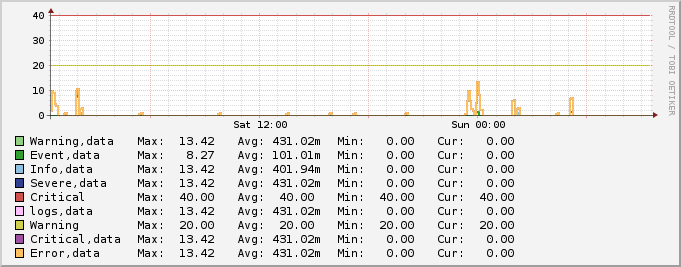 40
30
20
10
0
Sat 12:00 Sun 00:00
RRDTOOL / TOBI OETIKER
Warning,data Max: 13.42 Avg: 431.02m Min: 0.00 Cur: 0.00
Event,data Max: 8.27 Avg: 101.01m Min: 0.00 Cur: 0.00
Info,data Max: 13.42 Avg: 401.94m Min: 0.00 Cur: 0.00
Severe,data Max: 13.42 Avg: 431.02m Min: 0.00 Cur: 0.00
Critical Max: 40.00 Avg: 40.00 Min: 40.00 Cur: 40.00
logs,data Max: 13.42 Avg: 431.02m Min: 0.00 Cur: 0.00
Warning Max: 20.00 Avg: 20.00 Min: 20.00 Cur: 20.00
Critical,data Max: 13.42 Avg: 431.02m Min: 0.00 Cur: 0.00
Error,data Max: 13.42 Avg: 431.02m Min: 0.00 Cur: 0.00